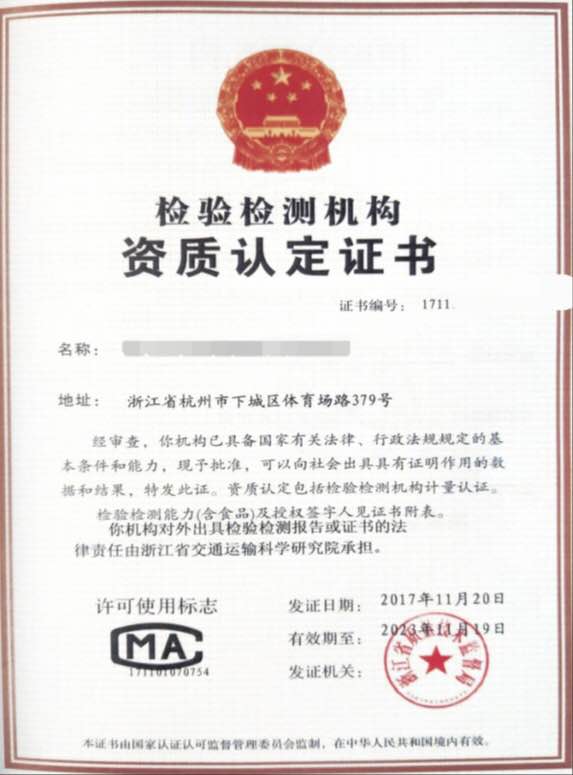 检验检测机构
资质认定证书
证书编号：1711
名称：
地址：浙江省杭州市下城区体育场路379号
经审查，你机构已具备国家有关法律、行政法规规定的基
本条件和能力，现予批准，可以向社会出具具有证明作用的数
据和结果，特发此证。资质认定包括检验检测机构计量认证。
检验检测能力(含食品)及授权签字人见证书附表。
你机构对外出具检验检测报告或证书的法
律责任由浙江省交通运输科学研究院承担。
许可使用标志
MA
171101070754
发证日期：2017年11月20日
有效期至：2023年11月19日
发证机关：
浙江省质量技术监督局
本证书由国家认证认可监督管理委员会监制，在中华人民共和国境内有效。